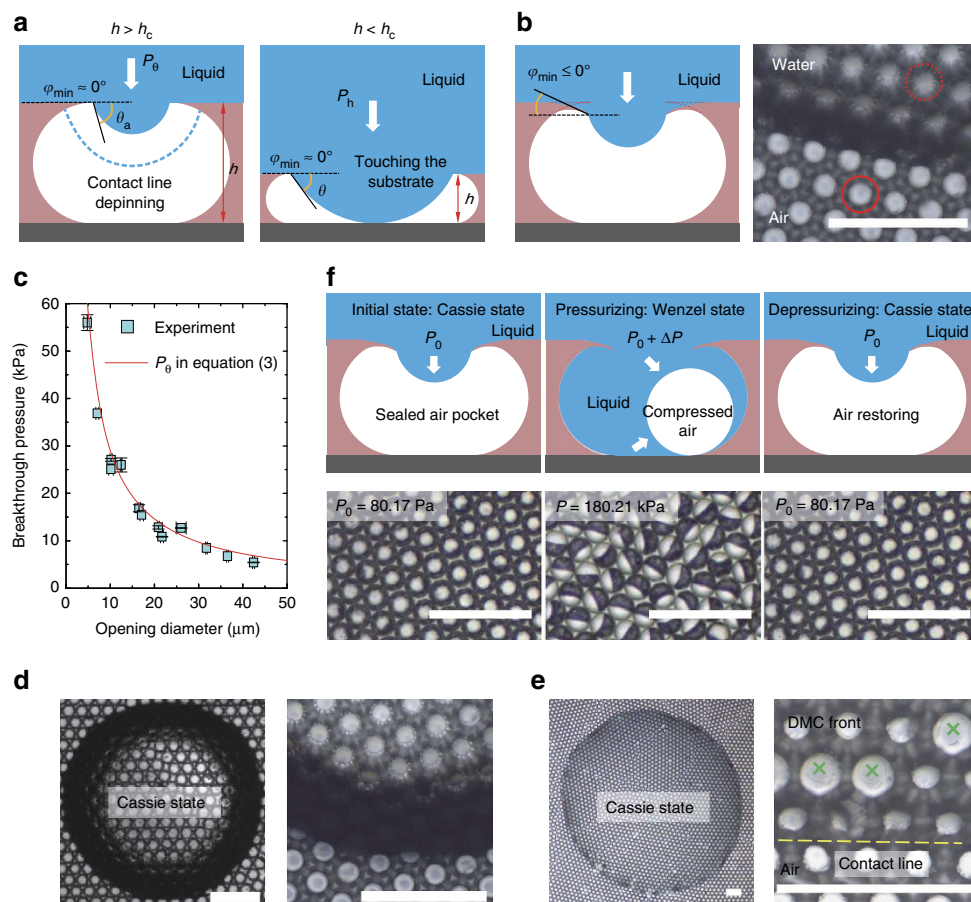 a
h > hc
h < hc
Pθ
Liquid
φmin ≈ 0°
θa
h
Contact line
depinning
Ph
Liquid
φmin ≈ 0°
Touching the
substrate
θ
h
b
φmin ≤ 0°
Liquid
Water
Air
c
60
50
40
30
20
10
0
Breakthrough pressure (kPa)
Experiment
Pθ in equation (3)
0 10 20 30 40 50
Opening diameter (μm)
f
Initial state: Cassie state
P0
Liquid
Sealed air pocket
Pressurizing: Wenzel state
P0 + ΔP
Liquid
Compressed
air
Depressurizing: Cassie state
P0
Liquid
Air restoring
P0 = 80.17 Pa
P = 180.21 kPa
P0 = 80.17 Pa
d
Cassie state
e
Cassie state
DMC front
Air
Contact line